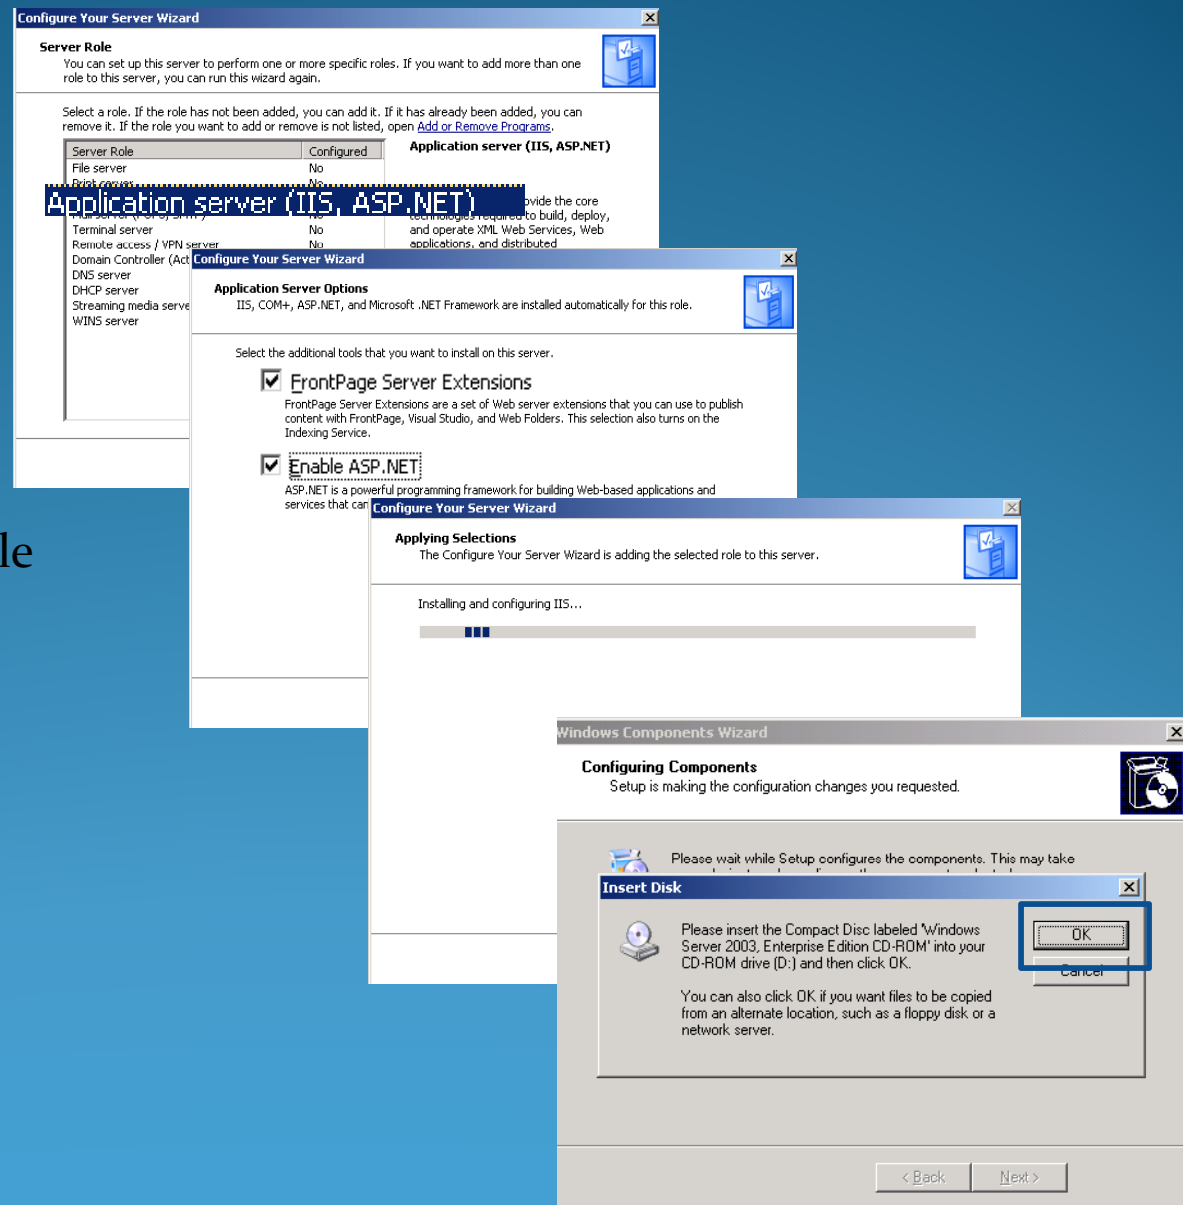 Configure Your Server Wizard
Server Role
You can set up this server to perform one or more specific roles. If you want to add more than one
role to this server, you can run this wizard again.
Select a role. If the role has not been added, you can add it. If it has already been added, you can
remove it. If the role you want to add or remove is not listed, open Add or Remove Programs.
Server Role Configured
Application server (IIS, ASP.NET)
File server No
Print server No
Application server (IIS, ASP.NET)
ovide the core
technologies required to build, deploy,
Terminal server No
and operate XML Web Services, Web
Remote access / VPN server No
applications, and distributed
Domain Controller (Act
DNS server
DHCP server
Streaming media serve
WINS server
Configure Your Server Wizard
Application Server Options
IIS, COM+, ASP.NET, and Microsoft .NET Framework are installed automatically for this role.
Select the additional tools that you want to install on this server.
FrontPage Server Extensions
FrontPage Server Extensions are a set of Web server extensions that you can use to publish
content with FrontPage, Visual Studio, and Web Folders. This selection also turns on the
Indexing Service.
Enable ASP.NET
ASP.NET is a powerful programming framework for building Web-based applications and
services that can
le
Configure Your Server Wizard
Applying Selections
The Configure Your Server Wizard is adding the selected role to this server.
Installing and configuring IIS...
Windows Components Wizard
Configuring Components
Setup is making the configuration changes you requested.
Please wait while Setup configures the components. This may take
Insert Disk
Please insert the Compact Disc labeled 'Windows
Server 2003, Enterprise Edition CD-ROM' into your
CD-ROM drive (D:) and then click OK.
You can also click OK if you want files to be copied
from an alternate location, such as a floppy disk or a
network server.
OK
Cancel
< Back
Next >